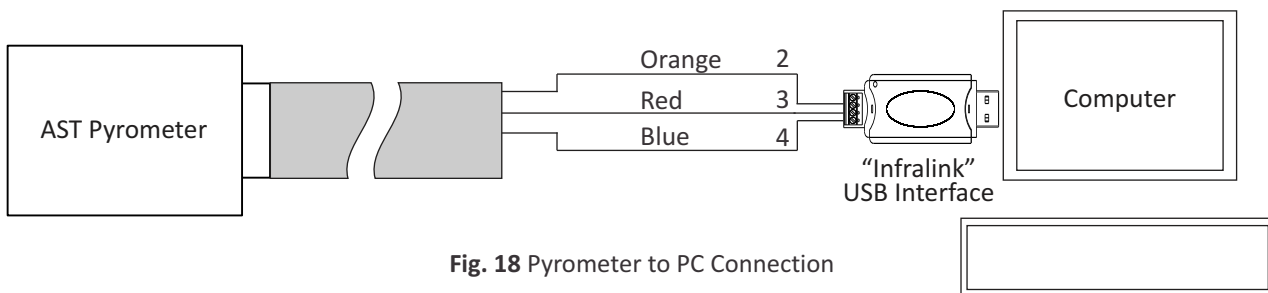 Orange 2
Red 3
Blue 4
AST Pyrometer
Computer
“Infralink”
USB Interface
Fig. 18 Pyrometer to PC Connection